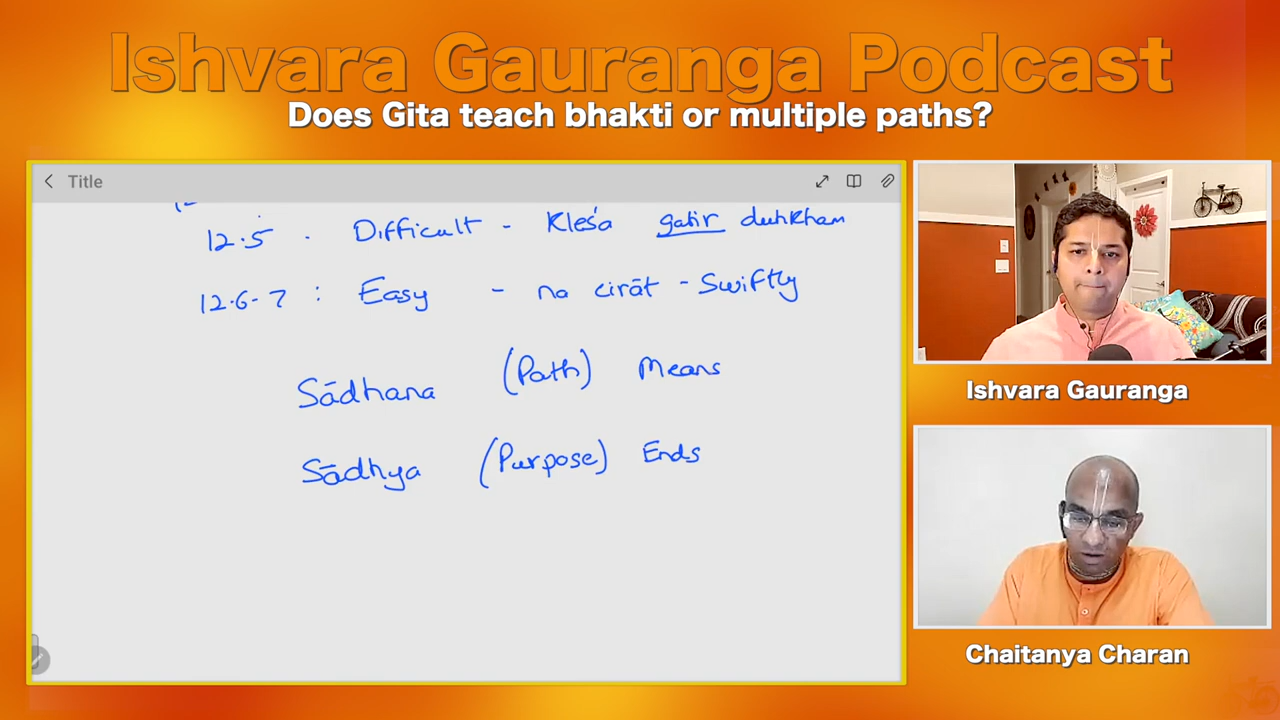 Ishvara Gauranga Podcast
Does Gita teach bhakti or multiple paths?
Title
12.5 . Difficult - Kleśa gatir duhkham
12.6-7 : Easy - na cirāt - Swiftly
Sādhana (Path) Means
Sādhya (Purpose) Ends
Ishvara Gauranga
Chaitanya Charan